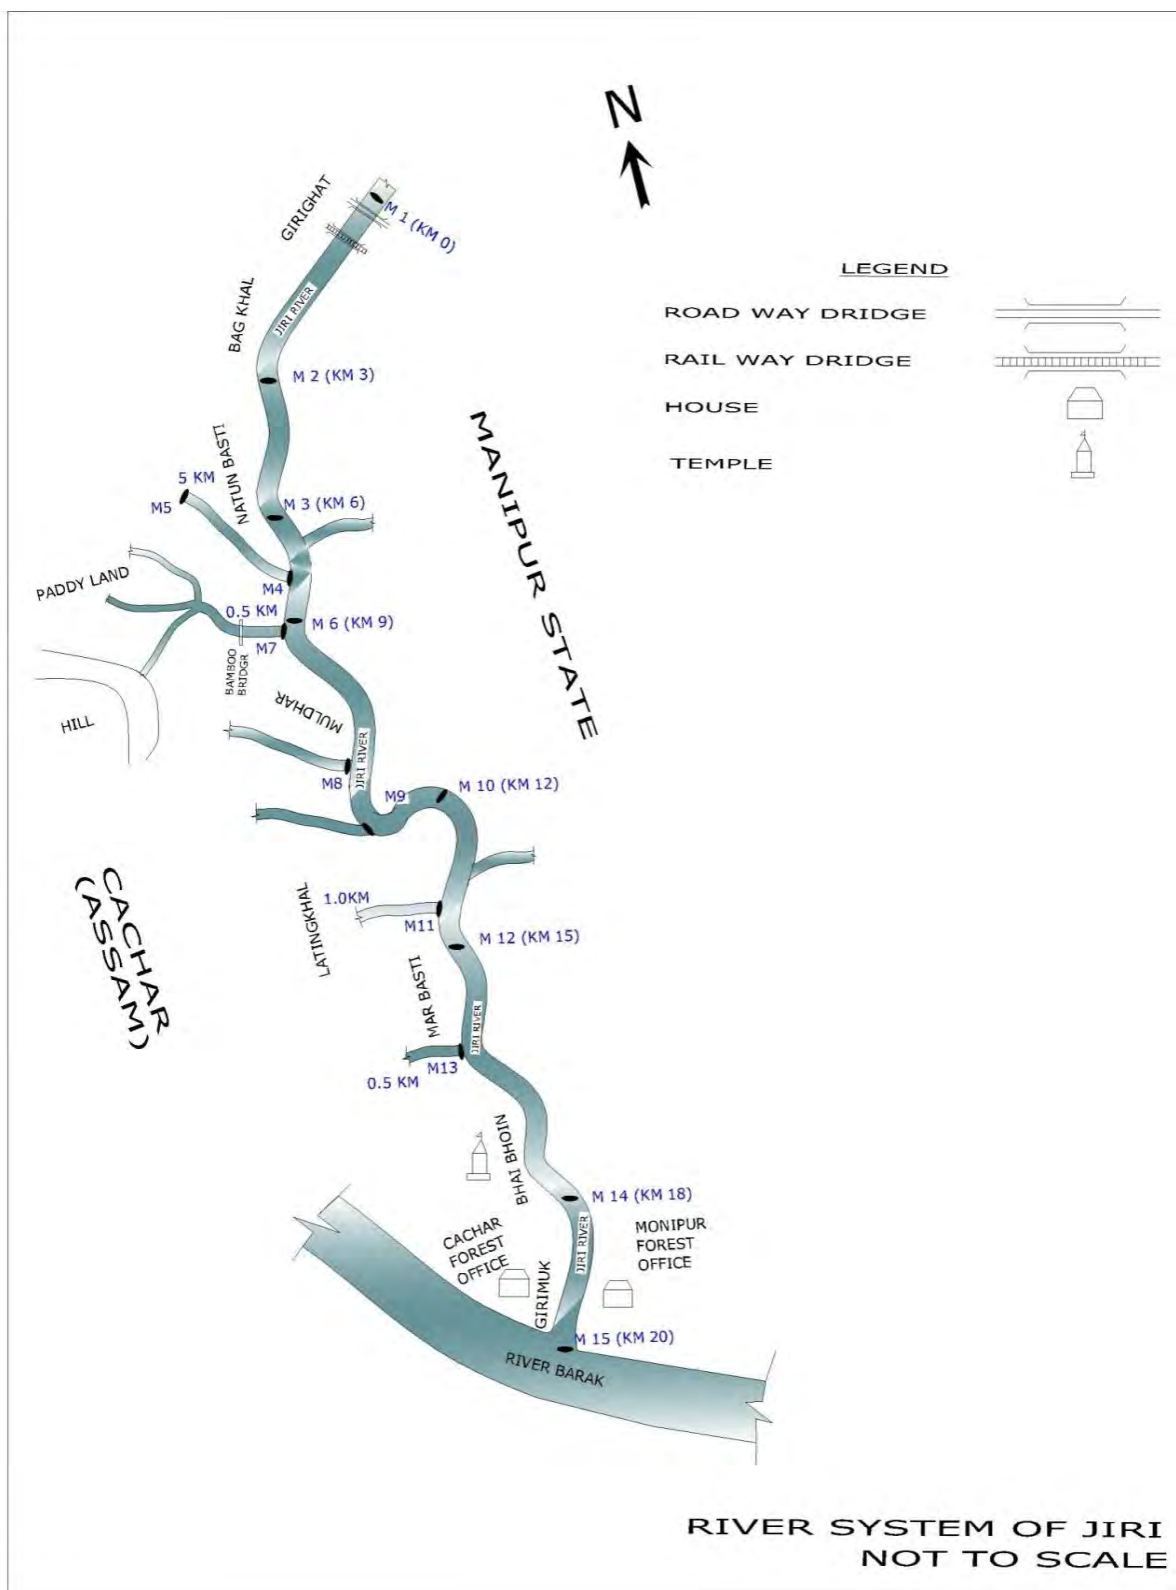 N
GIRIGHAT
M 1 (KM 0)
BAG KHAL
JIRI RIVER
LEGEND
ROAD WAY DRIDGE
RAIL WAY DRIDGE
HOUSE
TEMPLE
M 2 (KM 3)
NATUN BASTI
5 KM
M5
M 3 (KM 6)
MANIPUR STATE
PADDY LAND
M4
0.5 KM
M 6 (KM 9)
M7
BAMBOO
BRIDGR
HILL
MULDHAR
JIRI RIVER
M8
M9
M 10 (KM 12)
CACHAR
(ASSAM)
LATINGKHAL
1.0KM
M11
M 12 (KM 15)
MAR BASTI
JIRI RIVER
M13
0.5 KM
BHAI BHOIN
M 14 (KM 18)
CACHAR
FOREST
OFFICE
JIRI RIVER
MONIPUR
FOREST
OFFICE
GIRIMUK
M 15 (KM 20)
RIVER BARAK
RIVER SYSTEM OF JIRI
NOT TO SCALE